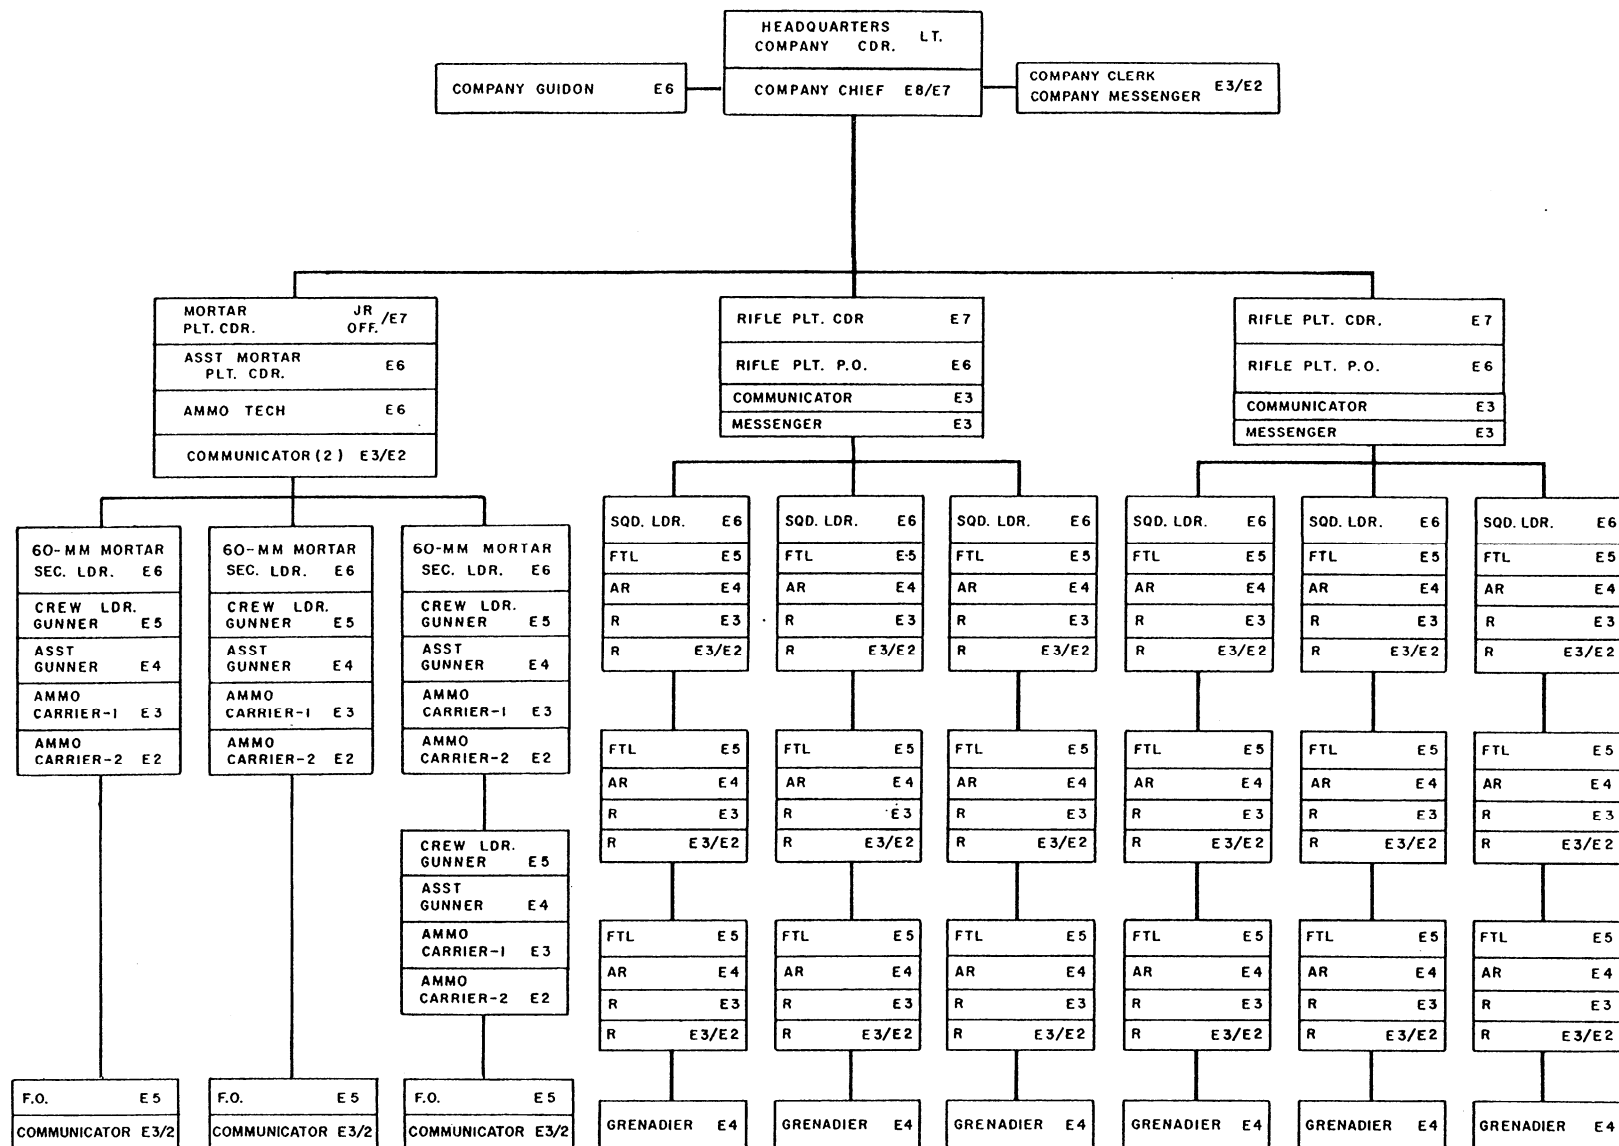 HEADQUARTERS
COMPANY CDR. LT.
COMPANY GUIDON E6
COMPANY CHIEF E8/E7
COMPANY CLERK
COMPANY MESSENGER E3/E2
MORTAR
PLT. CDR.
JR
OFF. /E7
ASST MORTAR
PLT. CDR. E6
AMMO TECH E6
COMMUNICATOR (2) E3/E2
RIFLE PLT. CDR E7
RIFLE PLT. P.O. E6
COMMUNICATOR E3
MESSENGER E3
RIFLE PLT. CDR. E7
RIFLE PLT. P.O. E6
COMMUNICATOR E3
MESSENGER E3
60-MM MORTAR
SEC. LDR. E6
CREW LDR.
GUNNER E5
ASST
GUNNER E4
AMMO
CARRIER-1 E3
AMMO
CARRIER-2 E2
F.O. E5
COMMUNICATOR E3/2
60-MM MORTAR
SEC. LDR. E6
CREW LDR.
GUNNER E5
ASST
GUNNER E4
AMMO
CARRIER-1 E3
AMMO
CARRIER-2 E2
F.O. E5
COMMUNICATOR E3/2
60-MM MORTAR
SEC. LDR. E6
CREW LDR.
GUNNER E5
ASST
GUNNER E4
AMMO
CARRIER-1 E3
AMMO
CARRIER-2 E2
CREW LDR.
GUNNER E5
ASST
GUNNER E4
AMMO
CARRIER-1 E3
AMMO
CARRIER-2 E2
F.O. E5
COMMUNICATOR E3/2
SQD. LDR. E6
FTL E5
AR E4
R E3
R E3/E2
FTL E5
AR E4
R E3
R E3/E2
FTL E5
AR E4
R E3
R E3/E2
GRENADIER E4
SQD. LDR. E6
FTL E5
AR E4
R E3
R E3/E2
FTL E5
AR E4
R E3
R E3/E2
FTL E5
AR E4
R E3
R E3/E2
GRENADIER E4
SQD. LDR. E6
FTL E5
AR E4
R E3
R E3/E2
FTL E5
AR E4
R E3
R E3/E2
FTL E5
AR E4
R E3
R E3/E2
GRENADIER E4
SQD. LDR. E6
FTL E5
AR E4
R E3
R E3/E2
FTL E5
AR E4
R E3
R E3/E2
FTL E5
AR E4
R E3
R E3/E2
GRENADIER E4
SQD. LDR. E6
FTL E5
AR E4
R E3
R E3/E2
FTL E5
AR E4
R E3
R E3/E2
FTL E5
AR E4
R E3
R E3/E2
GRENADIER E4
SQD. LDR. E6
FTL E5
AR E4
R E3
R E3/E2
FTL E5
AR E4
R E3
R E3/E2
FTL E5
AR E4
R E3
R E3/E2
GRENADIER E4